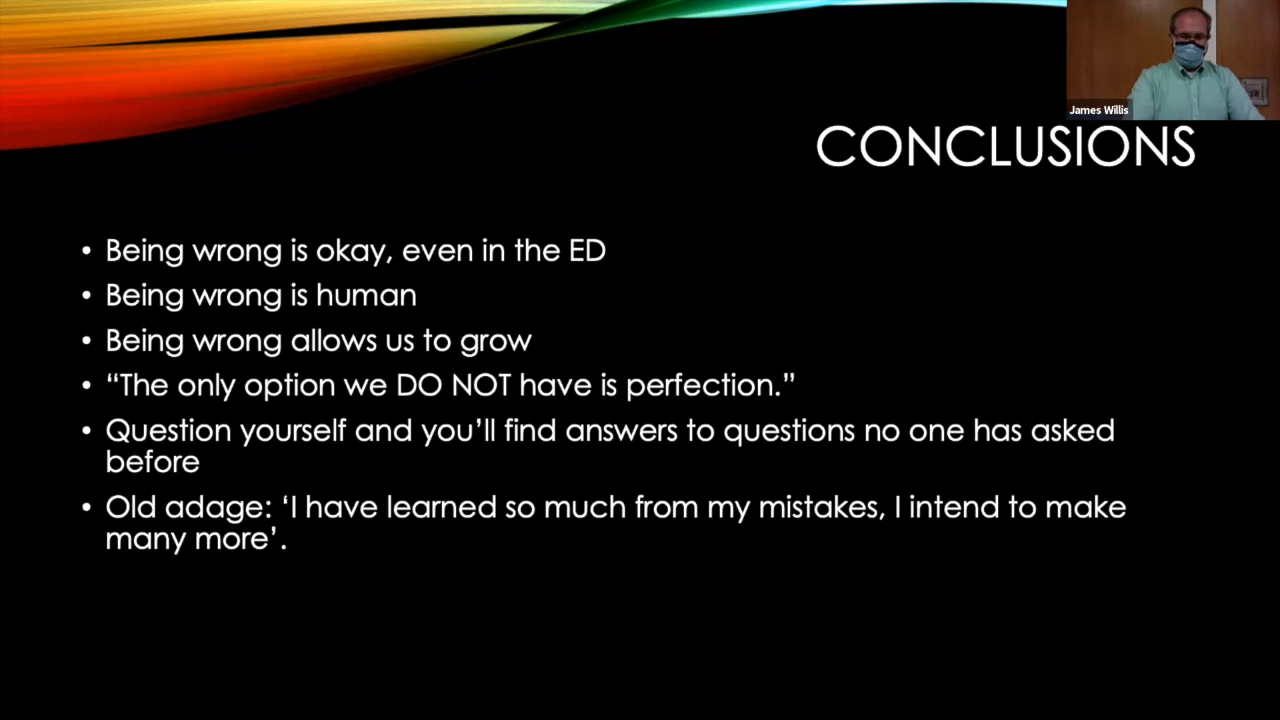 James Willis
CONCLUSIONS
• Being wrong is okay, even in the ED
• Being wrong is human
• Being wrong allows us to grow
• “The only option we DO NOT have is perfection.”
• Question yourself and you’ll find answers to questions no one has asked
before
• Old adage: ‘I have learned so much from my mistakes, I intend to make
many more’.